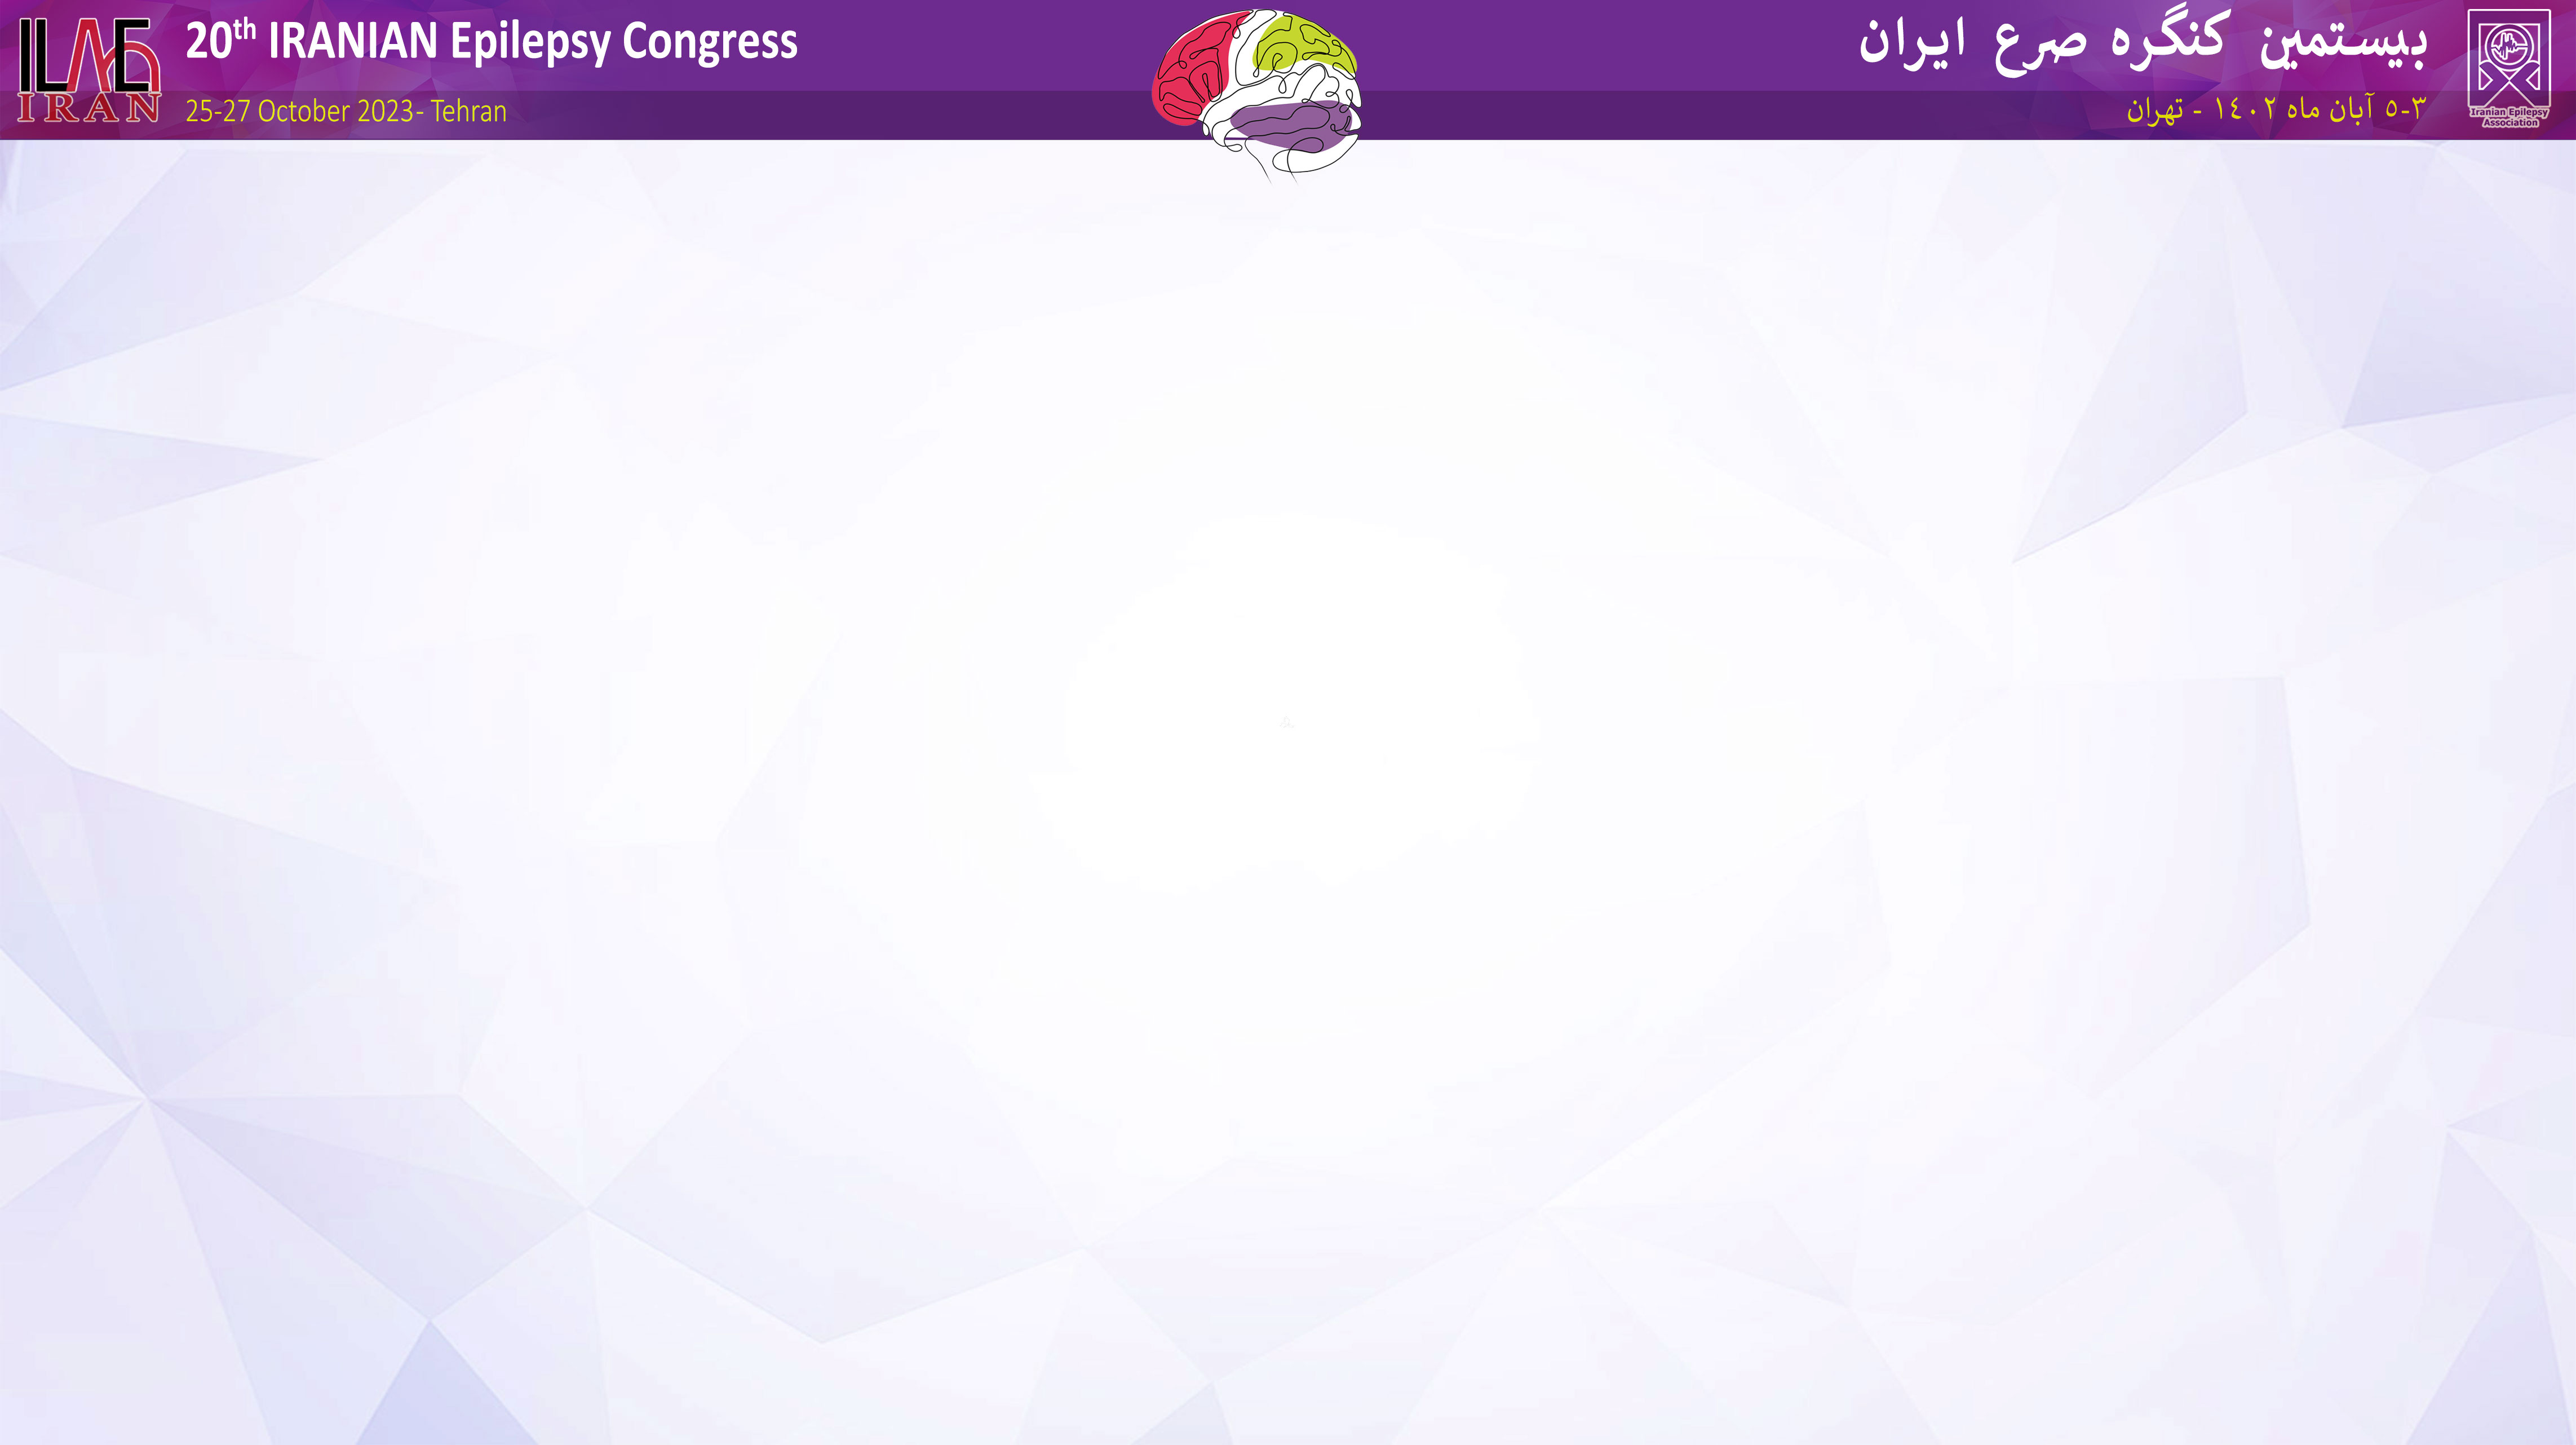 ILAE
IRAN
20th IRANIAN Epilepsy Congress
25-27 October 2023- Tehran
بیستمین کنگره صرع ایران
۳-۵ آبان ماه ۱٤۰۲ - تهران
Iranian Epilepsy
Association